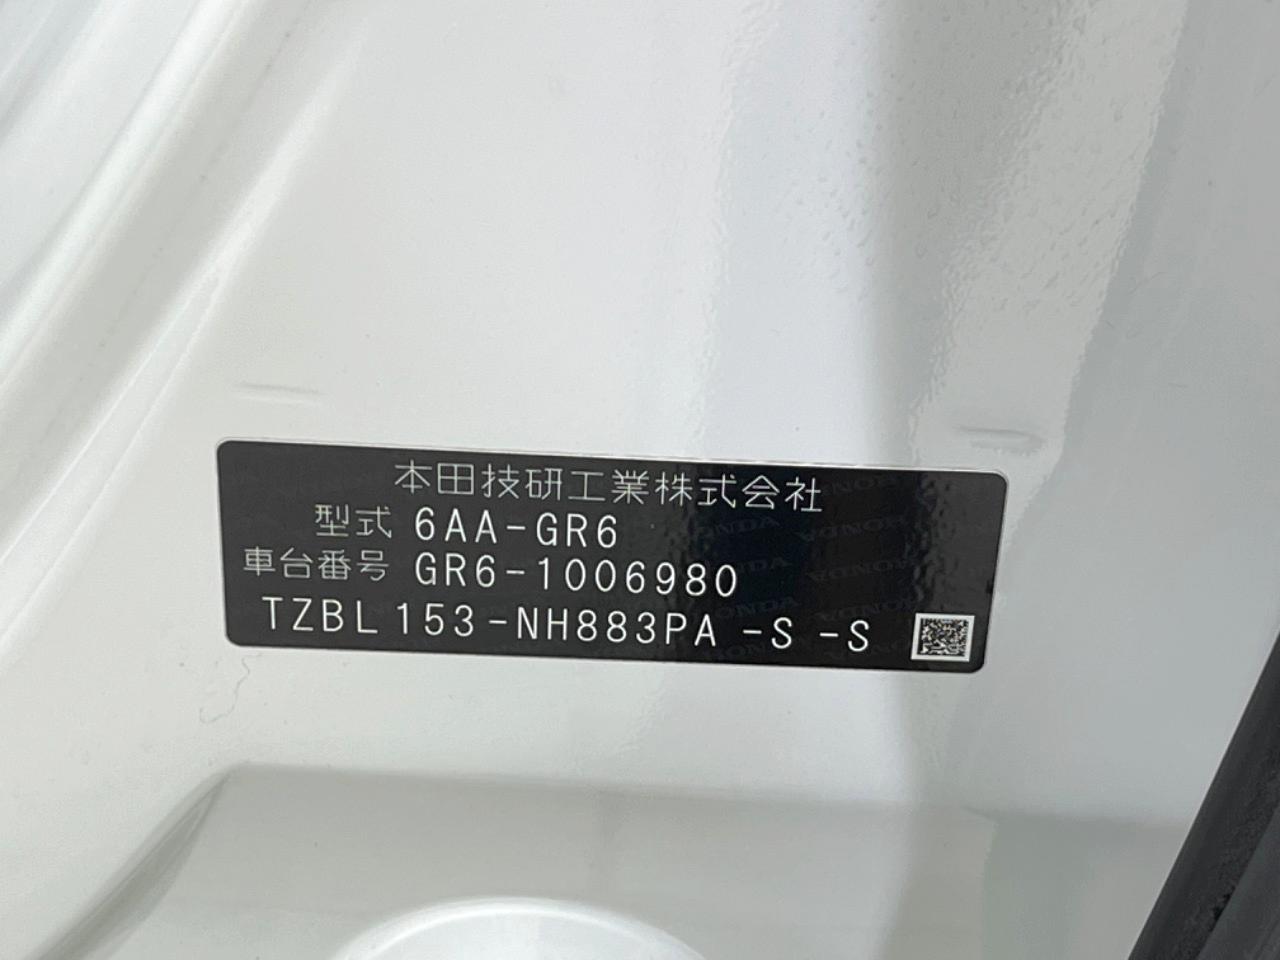 本田技研工業株式会社
型式 6AA-GR6
車台番号 GR6-1006980
TZBL153-NH883PA -S -S